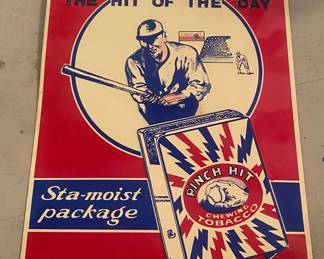 THE HIT OF THE DAY
Sta-moist
package
PINCH HIT
CHEWING
TOBACCO